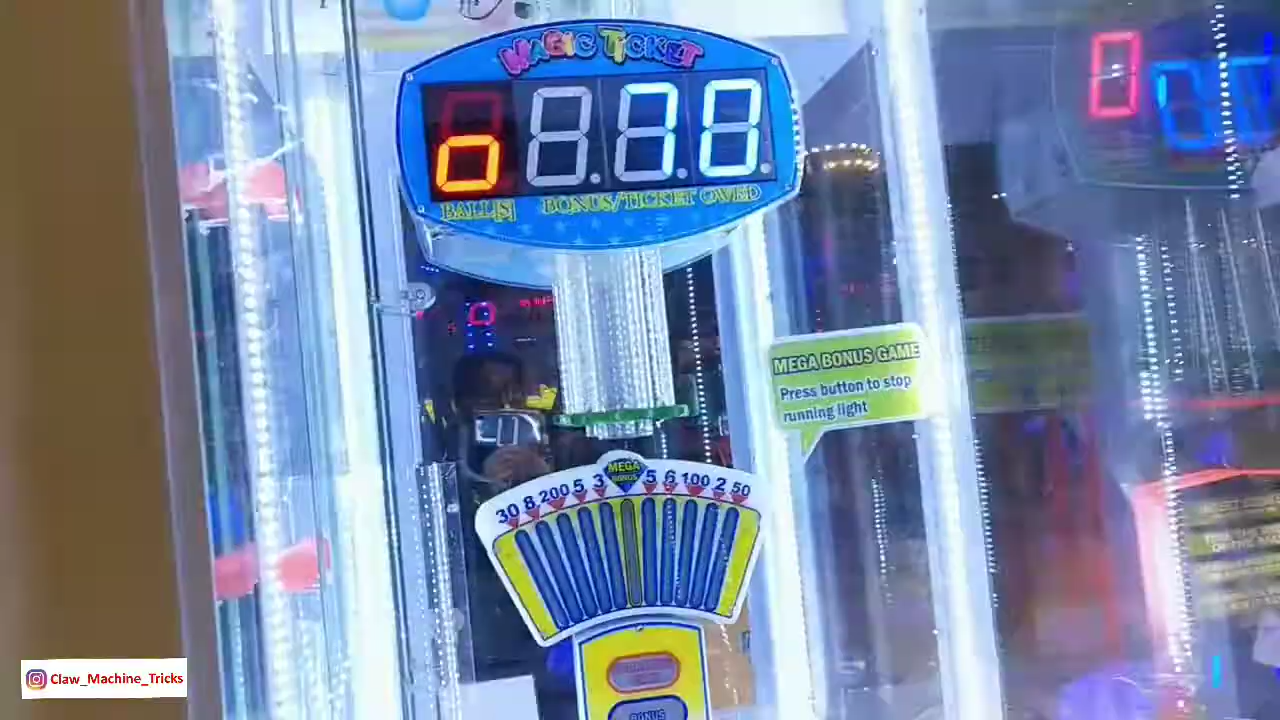 MAGIC TICKET
0 70
BALL[S] BONUS/TICKET OWED
MEGA BONUS GAME
Press button to stop
running light
MEGA
BONUS
30 8 200 5 3 5 6 100 2 50
BONUS
Claw_Machine_Tricks